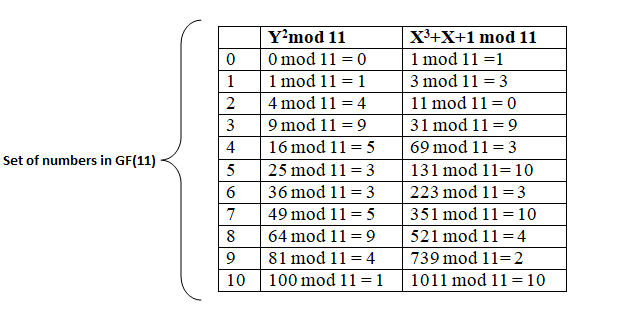 Y²mod 11 X³+X+1 mod 11
0 0 mod 11 = 0 1 mod 11 =1
1 1 mod 11 = 1 3 mod 11 = 3
2 4 mod 11 = 4 11 mod 11 = 0
3 9 mod 11 = 9 31 mod 11 = 9
4 16 mod 11 = 5 69 mod 11 = 3
Set of numbers in GF(11)
5 25 mod 11 = 3 131 mod 11= 10
6 36 mod 11 = 3 223 mod 11 = 3
7 49 mod 11 = 5 351 mod 11 = 10
8 64 mod 11 = 9 521 mod 11 = 4
9 81 mod 11 = 4 739 mod 11= 2
10 100 mod 11 = 1 1011 mod 11 = 10